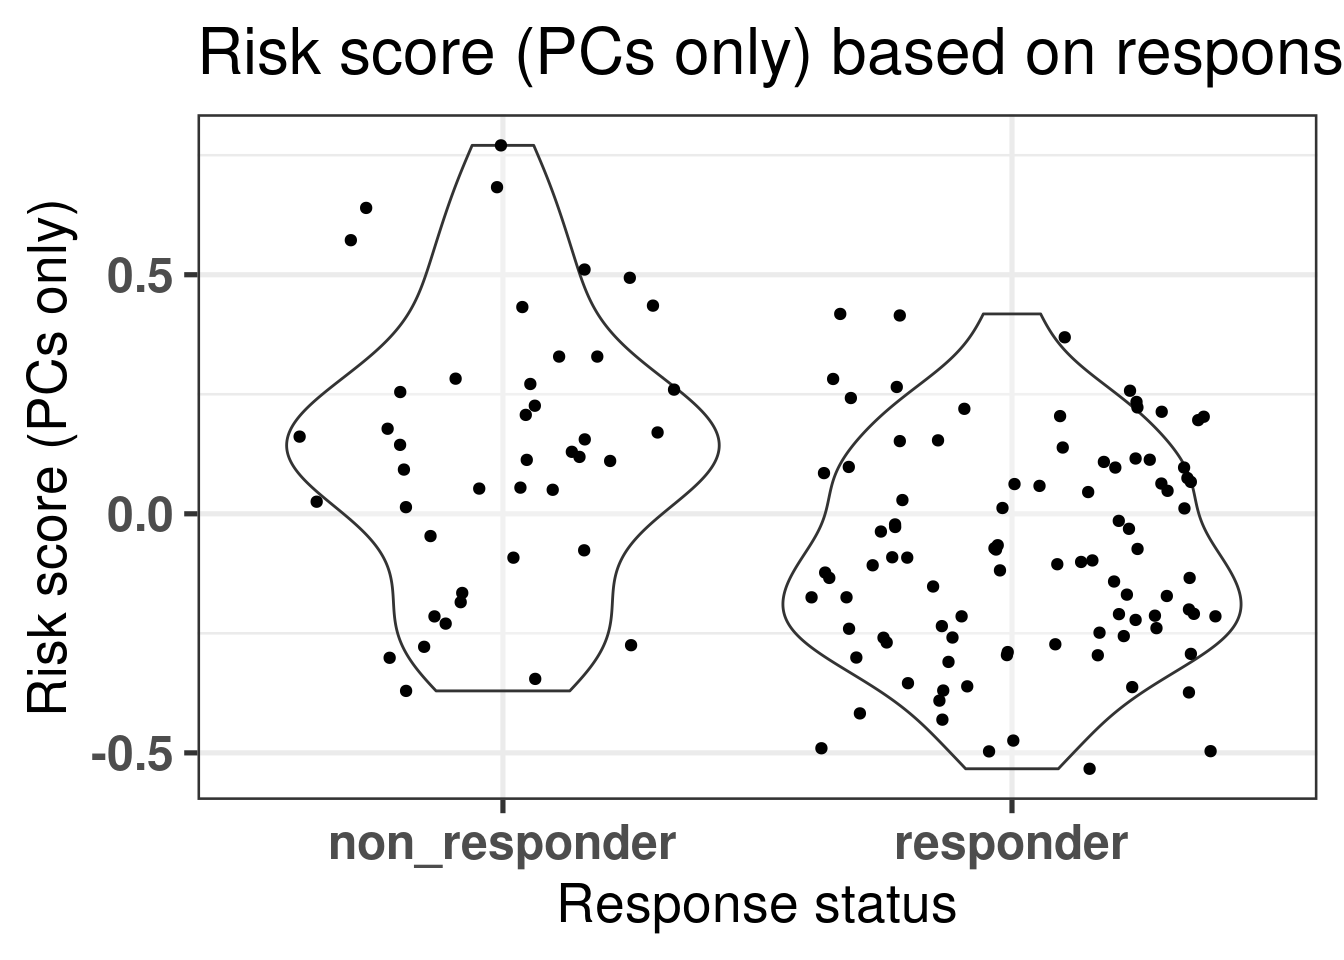 Risk score (PCs only) based on respons
Risk score (PCs only)
0.5
0.0
-0.5
non_responder
responder
Response status